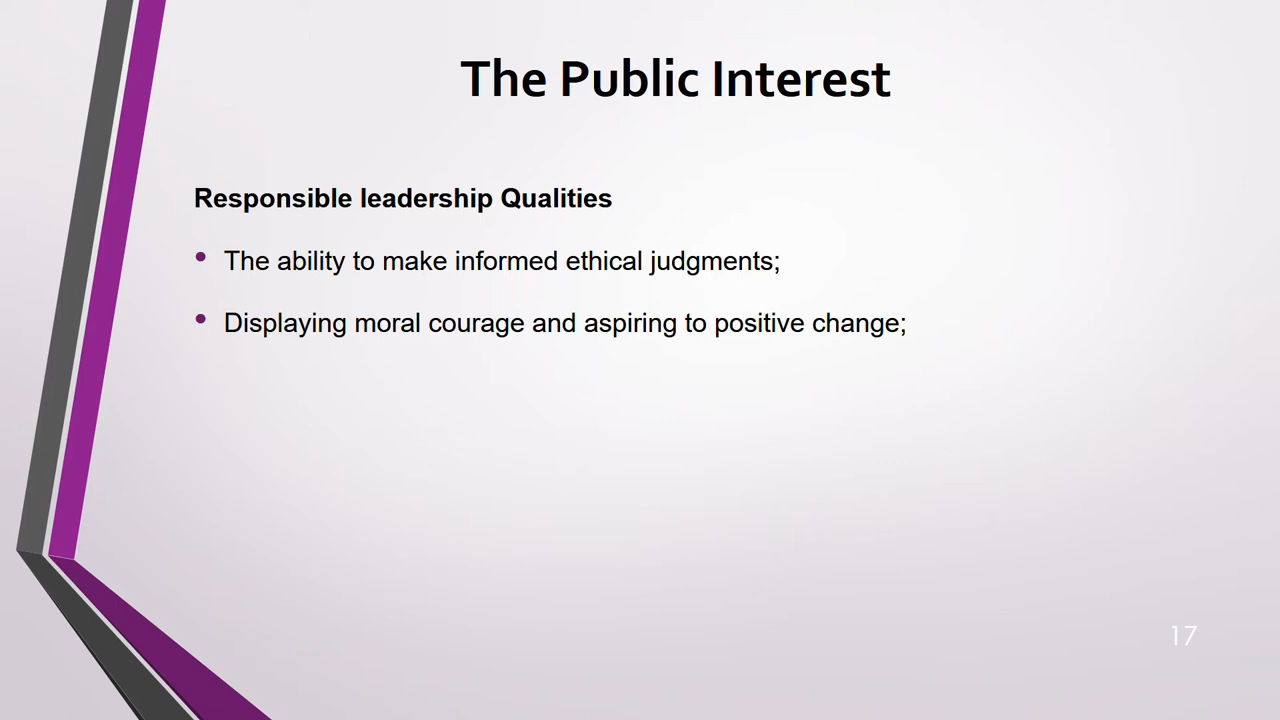 The Public Interest
Responsible leadership Qualities
• The ability to make informed ethical judgments;
• Displaying moral courage and aspiring to positive change;
17